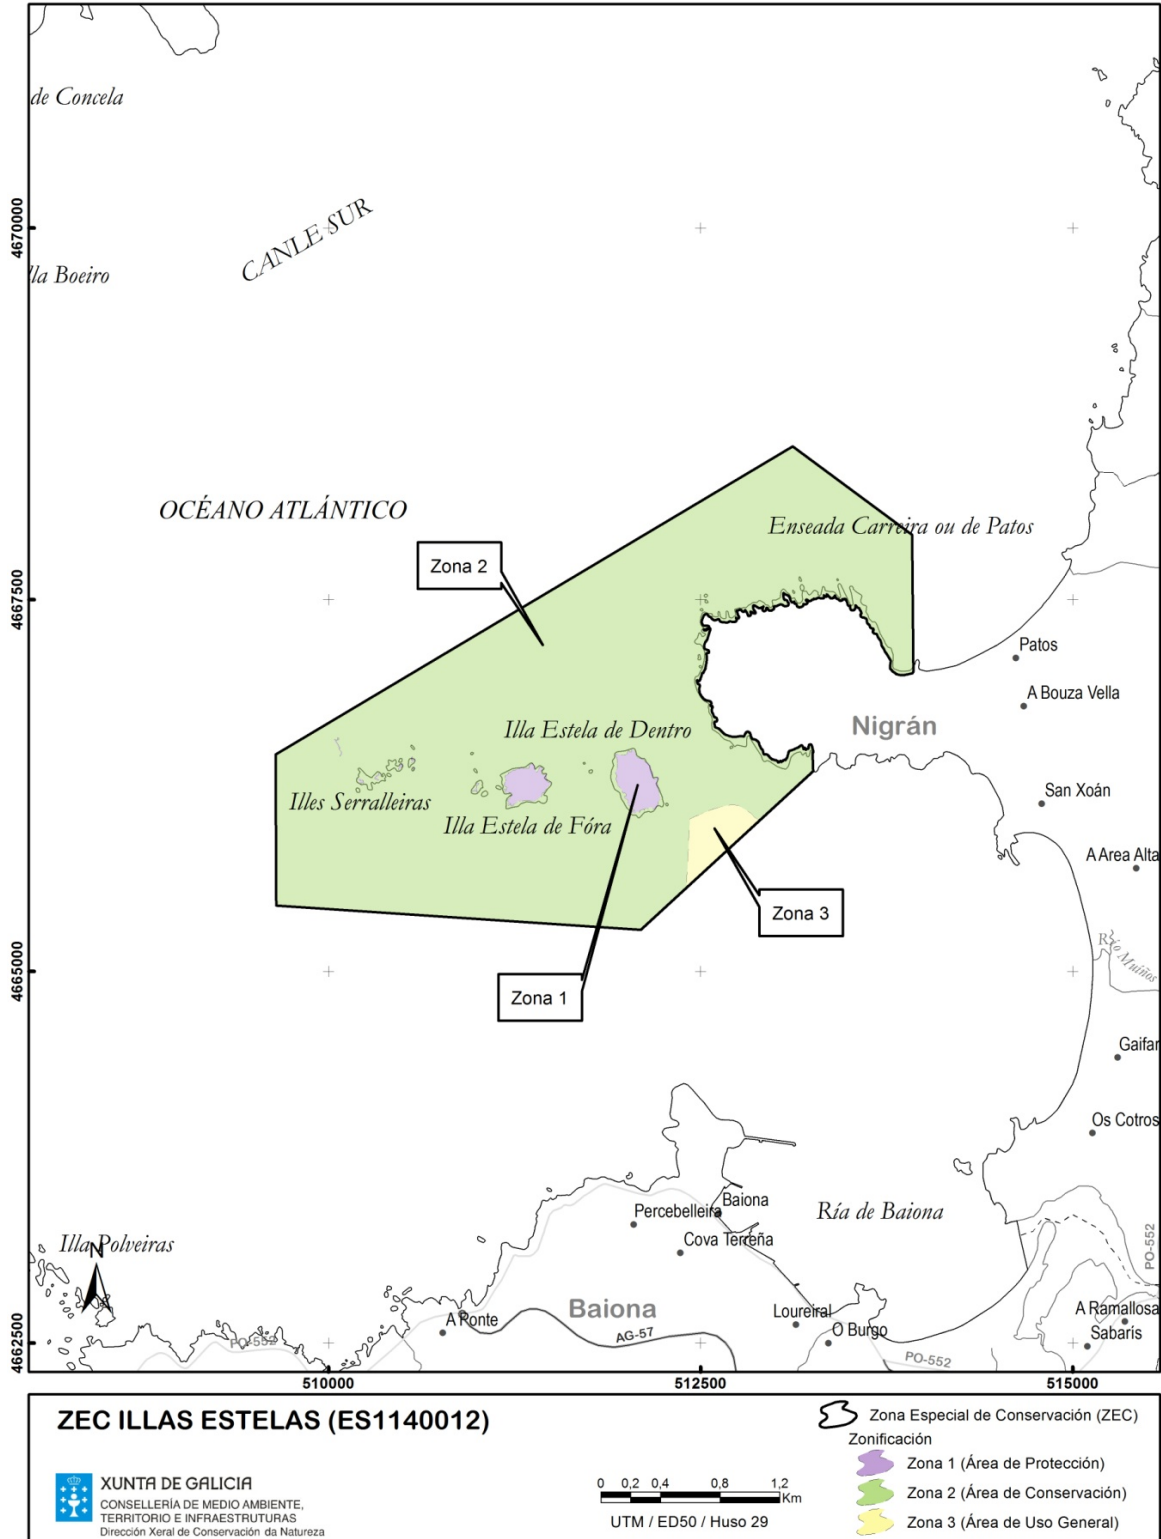 de Concela
4670000
CANLE SUR
lla Boeiro
OCÉANO ATLÁNTICO
Enseada Carreira ou de Patos
Zona 2
4667500
Patos
A Bouza Vella
Illa Estela de Dentro
Nigrán
Illes Serralleiras
San Xoán
Illa Estela de Fóra
A Area Alta
Zona 3
Río Muiños
4665000
Zona 1
Gaifar
Os Cotros
Percebelleira
Baiona
Ría de Baiona
Illa Polveiras
N
Cova Terreña
PO-552
A Ponte
Baiona
Loureiral
A Ramallosa
4662500
PO-552
AG-57
O Burgo
Sabarís
PO-552
510000
512500
515000
ZEC ILLAS ESTELAS (ES1140012)
Zona Especial de Conservación (ZEC)
Zonificación
XUNTA DE GALICIA
Zona 1 (Área de Protección)
CONSELLERÍA DE MEDIO AMBIENTE,
TERRITORIO E INFRAESTRUTURAS
Dirección Xeral de Conservación da Natureza
0 0,2 0,4 0,8 1,2
Km
Zona 2 (Área de Conservación)
UTM / ED50 / Huso 29
Zona 3 (Área de Uso General)